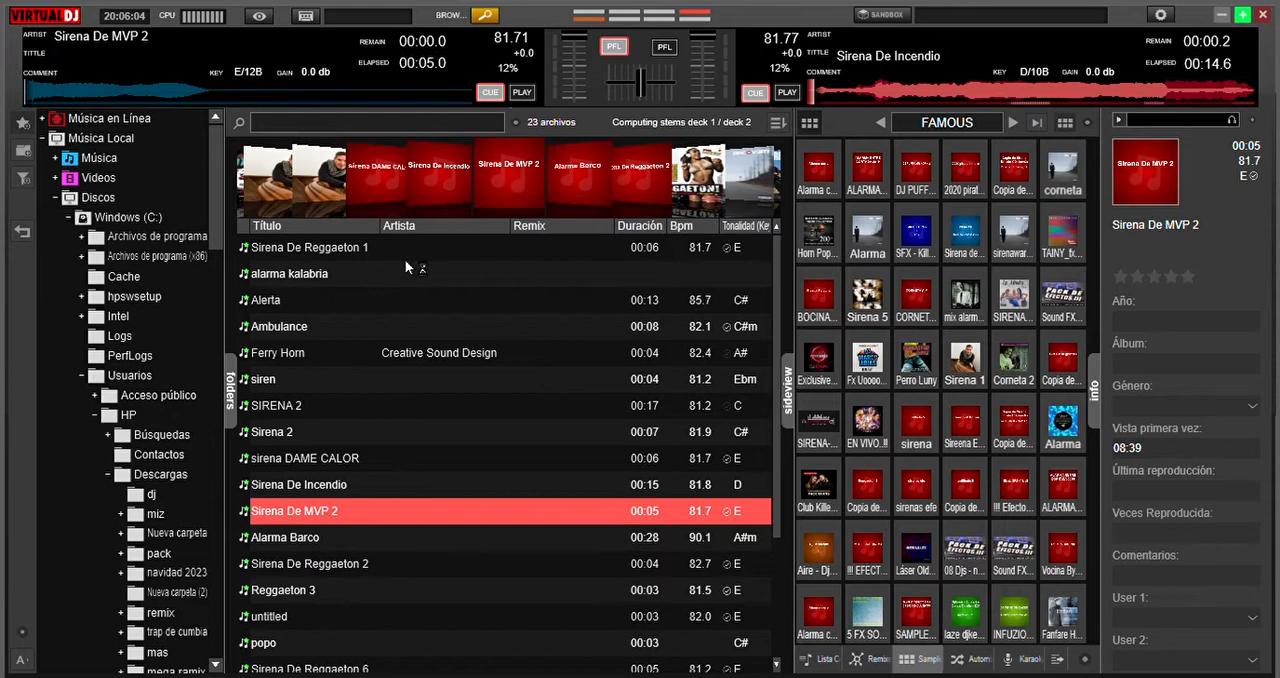 VIRTUALDJ 20:06:04 CPU BROW... SANDBOX
ARTIST
Sirena De MVP 2
TITLE
COMMENT
REMAIN 00:00.0
ELAPSED 00:05.0
KEY E/12B GAIN 0.0 db
81.71
+0.0
12%
CUE PLAY
PFL PFL
81.77
+0.0
12%
CUE PLAY
ARTIST
TITLE
Sirena De Incendio
COMMENT
REMAIN 00:00.2
ELAPSED 00:14.6
KEY D/10B GAIN 0.0 db
Música en Línea
Música Local
Música
Videos
Discos
Windows (C:)
Archivos de programa
Archivos de programa (x86)
Cache
hpswsetup
Intel
Logs
PerfLogs
Usuarios
Acceso público
HP
Búsquedas
Contactos
Descargas
dj
miz
Nueva carpeta
pack
navidad 2023
Nueva carpeta (2)
remix
trap de cumbia
mas
mega remix
folders
23 archivos Computing stems deck 1 / deck 2
Sirena DAME CALOR Sirena De Incendio Sirena De MVP 2 Alarma Barco
Título Artista Remix Duración Bpm Tonalidad (Key
Sirena De Reggaeton 1 00:06 81.7 E
alarma kalabria
Alerta 00:13 85.7 C#
Ambulance 00:08 82.1 C#m
Ferry Horn Creative Sound Design 00:04 82.4 A#
siren 00:04 81.2 Ebm
SIRENA 2 00:17 81.2 C
Sirena 2 00:07 81.9 C#
sirena DAME CALOR 00:06 81.7 E
Sirena De Incendio 00:15 81.8 D
Sirena De MVP 2 00:05 81.7 E
Alarma Barco 00:28 90.1 A#m
Sirena De Reggaeton 2 00:04 82.7 E
Reggaeton 3 00:03 81.5 E
untitled 00:03 82.0 E
popo 00:03 C#
Sirena De Reggaeton 6 00:05 81.2 E
sideview
FAMOUS
Alarma c... ALARMA... DJ PUFF... 2020 pirat... Copia de... corneta
Horn Pop... Alarma SFX - Kill... Sirena de... sirenawar... TAINY_fx...
BOCINA... Sirena 5 CORNET... mix alarm... SIRENA... Sound FX...
Exclusive... Fx Uoooo... Perro Luny Sirena 1 Corneta 2 Copia de...
SIRENA-... EN VIVO..!! sirena Sireena E... Copia de... Alarma
Club Kille... Copia de... sirenas efe Copia de... !!! Efecto... ALARMA...
Aire - Dj... !!! EFECT... Láser Old... 08 Djs - n... Sound FX... Vocina By...
Alarma c... 5 FX SO... SAMPLE... laze djke... INFUZIO... Fanfare H...
Lista C Remix Sampl Autom Karaok
info
Sirena De MVP 2
00:05
81.7
E
Sirena De MVP 2
Año:
Álbum:
Género:
Vista primera vez:
08:39
Última reproducción:
Veces Reproducida:
Comentarios:
User 1:
User 2: